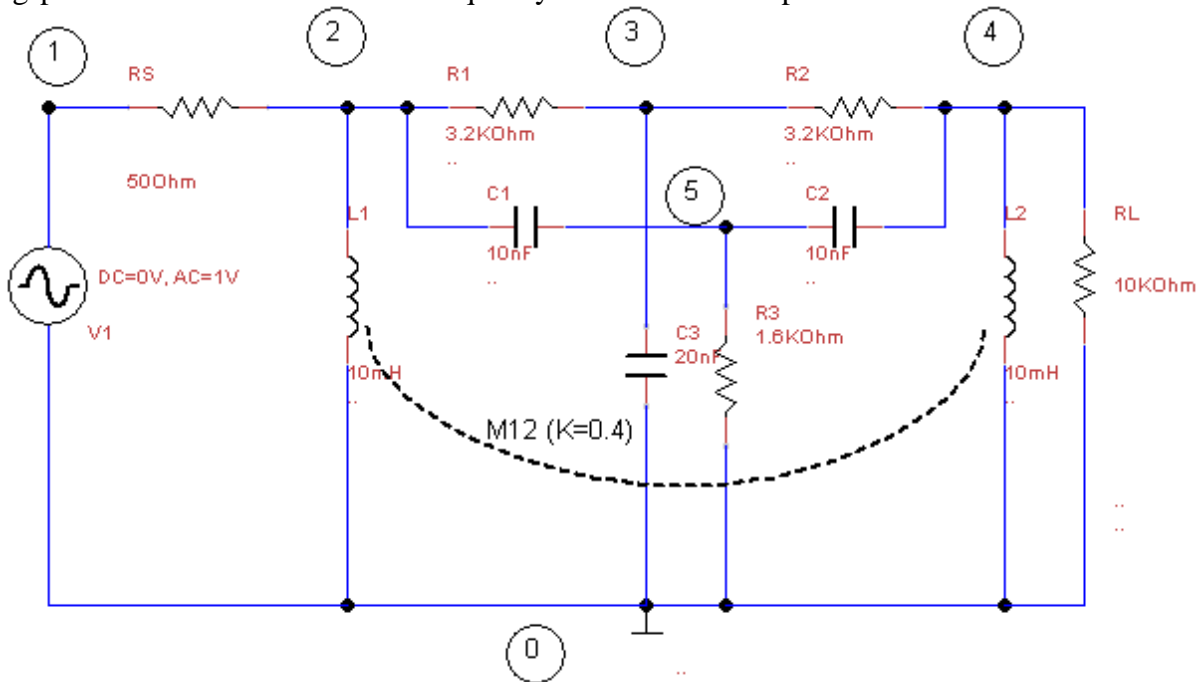 1
2
3
4
RS
R1
R2
3.2KOhm
3.2KOhm
..
..
50Ohm
C1
5
C2
L1
L2
RL
10nF
10nF
..
..
DC=0V, AC=1V
10KOhm
V1
R3
C3
1.6KOhm
20nF
10mH
10mH
..
..
M12 (K=0.4)
..
..
0
..